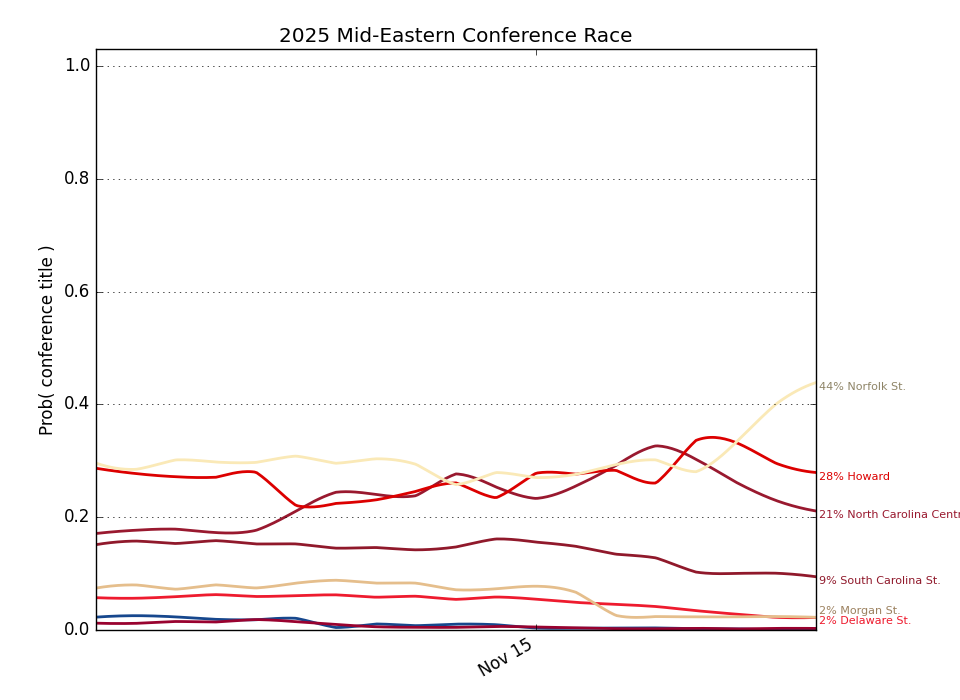 2025 Mid-Eastern Conference Race
1.0
0.8
0.6
0.4
0.2
0.0
Prob( conference title )
Nov 15
44% Norfolk St.
28% Howard
21% North Carolina Centr
9% South Carolina St.
2% Morgan St.
2% Delaware St.